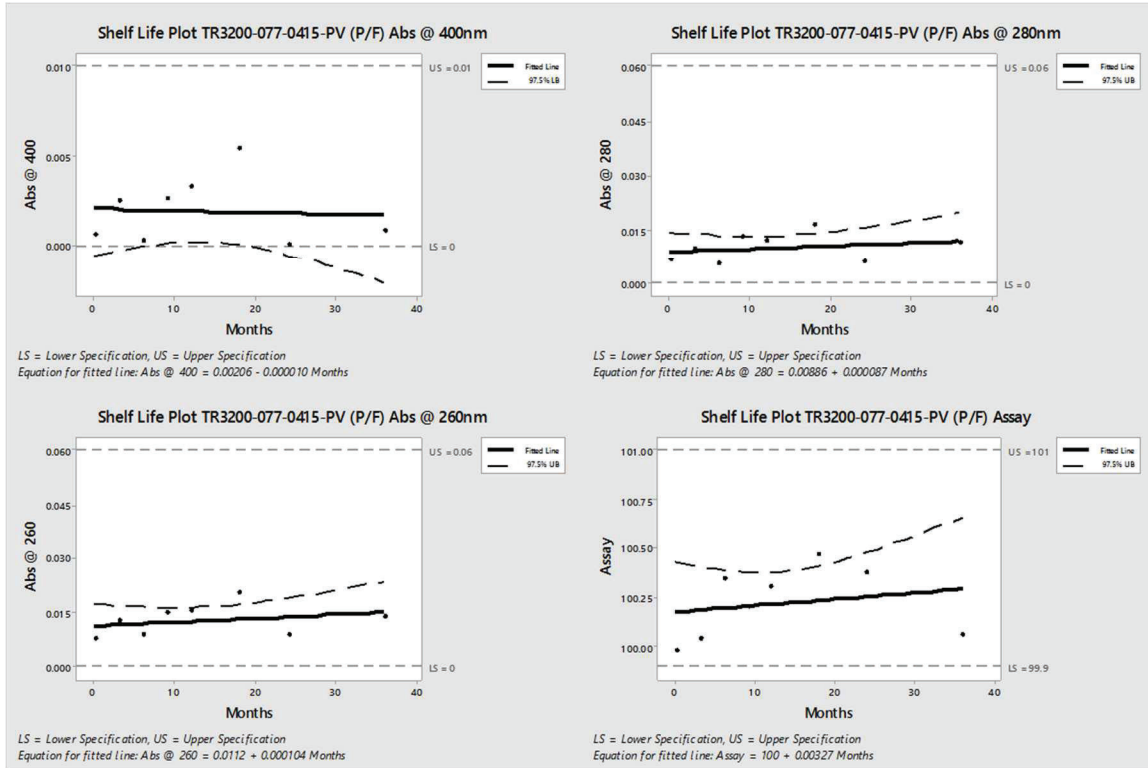 Shelf Life Plot TR3200-077-0415-PV (P/F) Abs @ 400nm
0.010
0.005
0.000
Abs @ 400
US = 0.01
LS = 0
Fitted Line
97.5% LB
0 10 20 30 40
Months
LS = Lower Specification, US = Upper Specification
Equation for fitted line: Abs @ 400 = 0.00206 - 0.000010 Months
Shelf Life Plot TR3200-077-0415-PV (P/F) Abs @ 280nm
0.060
0.045
0.030
0.015
0.000
Abs @ 280
US = 0.06
LS = 0
Fitted Line
97.5% UB
0 10 20 30 40
Months
LS = Lower Specification, US = Upper Specification
Equation for fitted line: Abs @ 280 = 0.00886 + 0.000087 Months
Shelf Life Plot TR3200-077-0415-PV (P/F) Abs @ 260nm
0.060
0.045
0.030
0.015
0.000
Abs @ 260
US = 0.06
LS = 0
Fitted Line
97.5% UB
0 10 20 30 40
Months
LS = Lower Specification, US = Upper Specification
Equation for fitted line: Abs @ 260 = 0.0112 + 0.000104 Months
Shelf Life Plot TR3200-077-0415-PV (P/F) Assay
101.00
100.75
100.50
100.25
100.00
Assay
US = 101
LS = 99.9
Fitted Line
97.5% UB
0 10 20 30 40
Months
LS = Lower Specification, US = Upper Specification
Equation for fitted line: Assay = 100 + 0.00327 Months